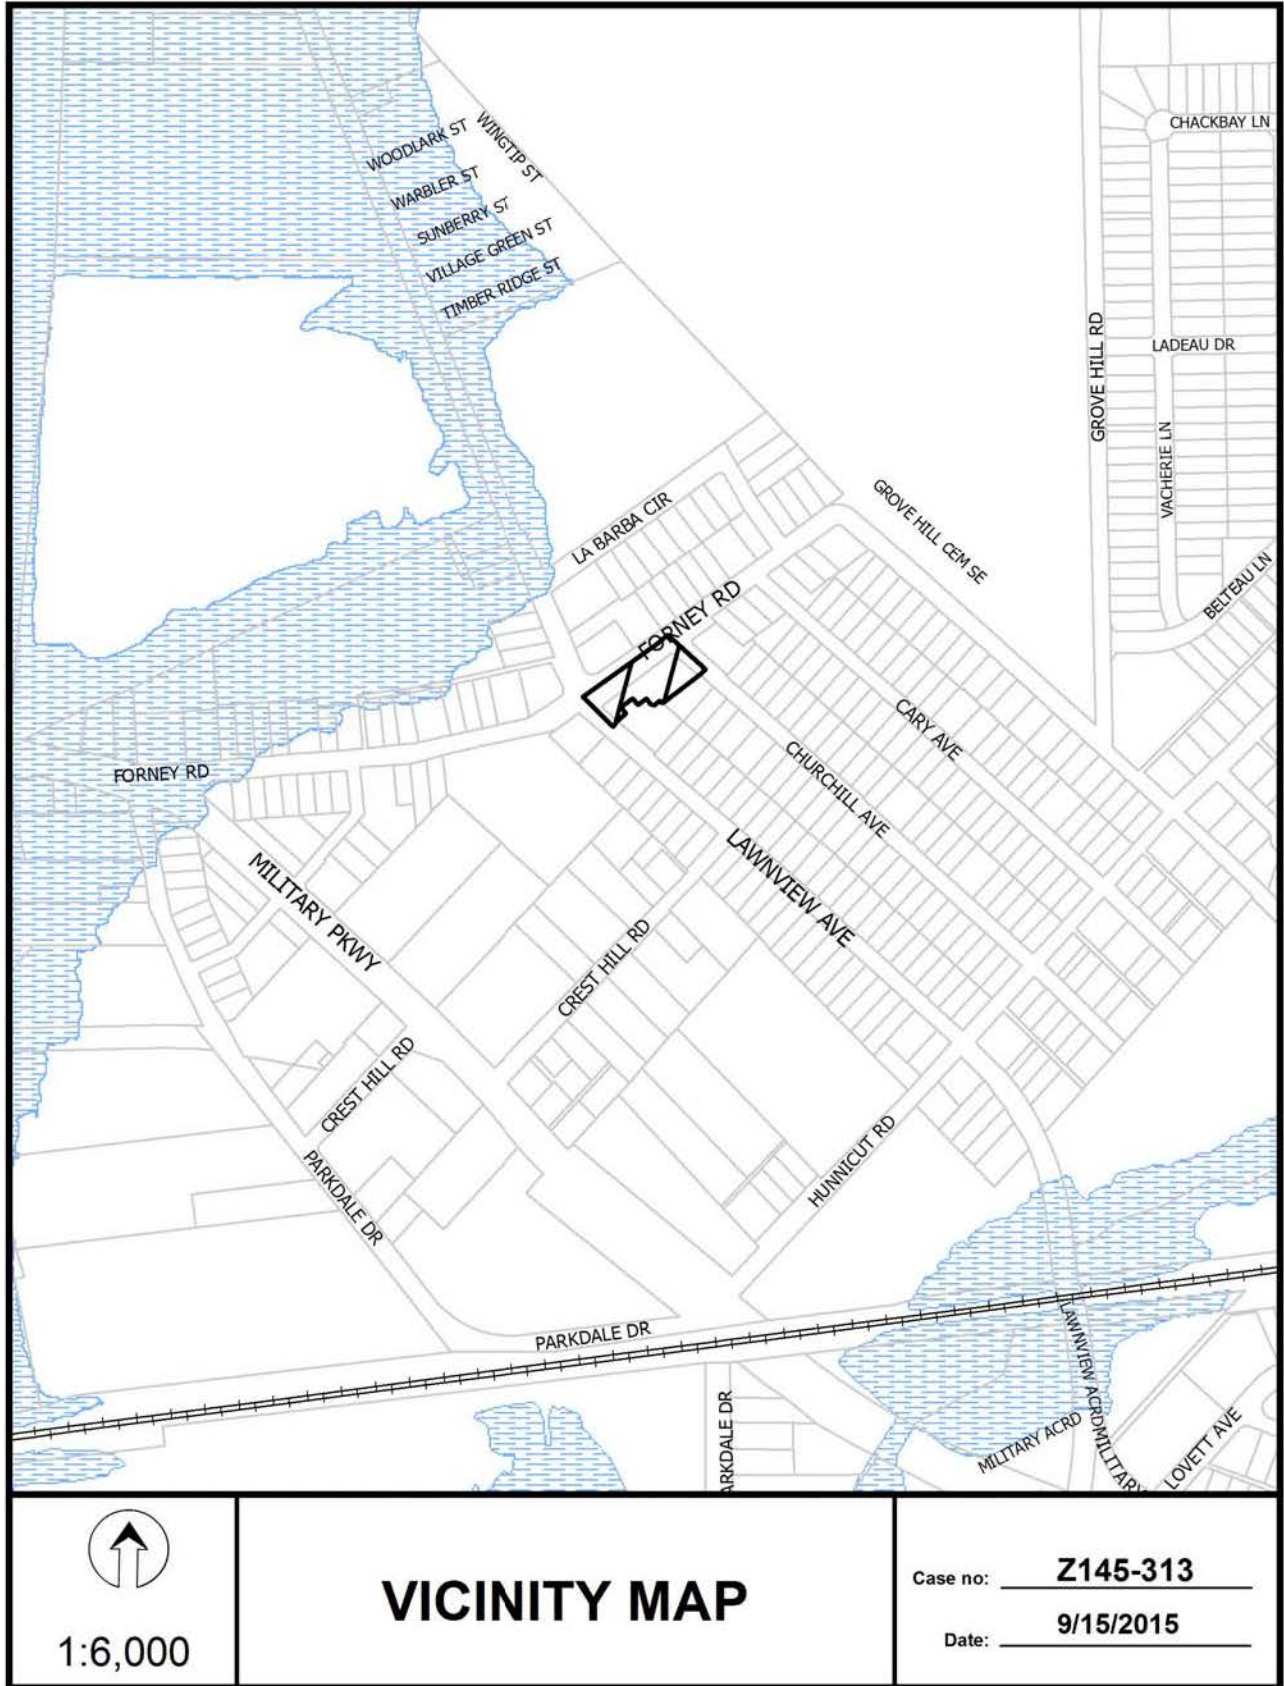 CHACKBAY LN
WINGTIP ST
WOODLARK ST
WARBLER ST
SUNBERRY ST
VILLAGE GREEN ST
TIMBER RIDGE ST
GROVE HILL RD
LADEAU DR
VACHERIE LN
LA BARBA CIR
GROVE HILL CEM SE
BELTEAU LN
FORNEY RD
CARY AVE
FORNEY RD
CHURCHILL AVE
LAWNVIEW AVE
MILITARY PKWY
CREST HILL RD
CREST HILL RD
HUNNICUT RD
PARKDALE DR
PARKDALE DR
LAWNVIEW ACRD
ARKDALE DR
MILITARY ACRD
MILITARY
LOVETT AVE
1:6,000
VICINITY MAP
Case no: Z145-313
Date: 9/15/2015